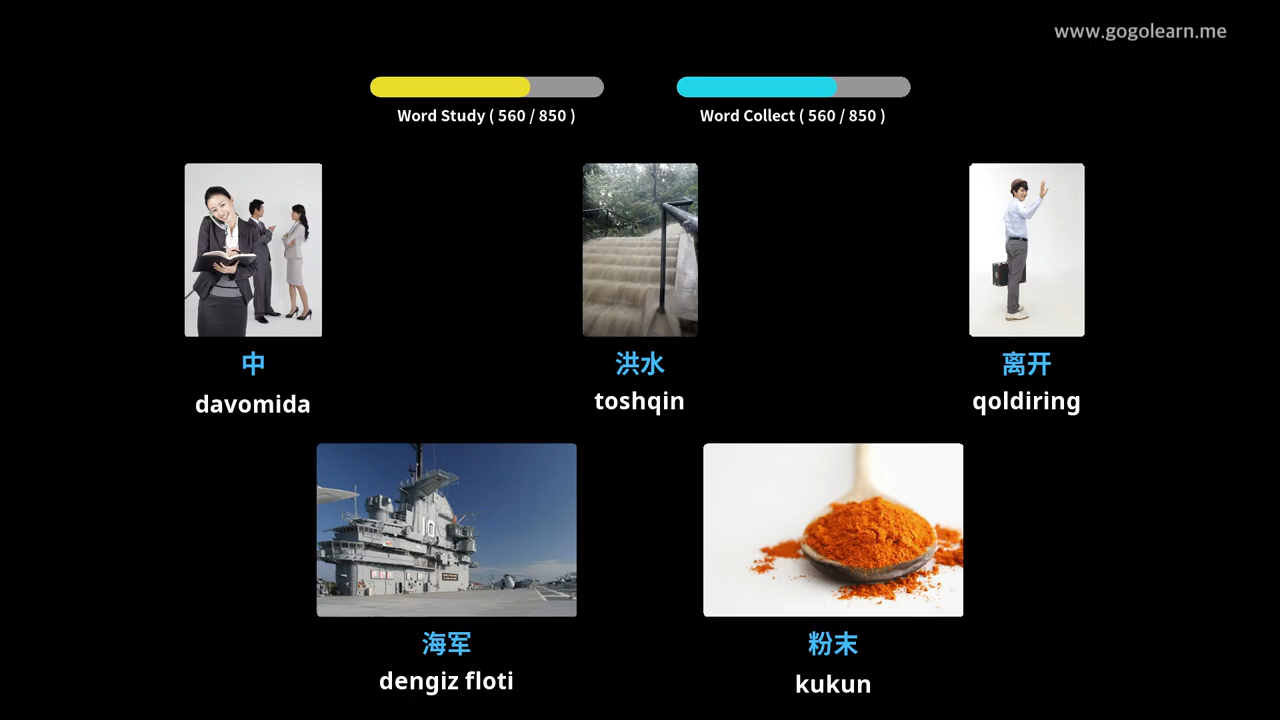 www.gogolearn.me
Word Study ( 560 / 850 )
Word Collect ( 560 / 850 )
中
davomida
洪水
toshqin
离开
qoldiring
10
海军
dengiz floti
粉末
kukun